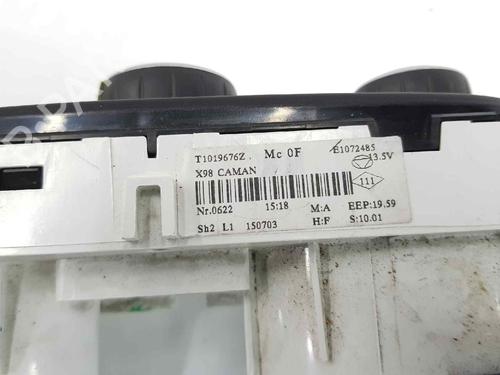 T1019676Z. Mc 0F E1072485
X98 CAMAN 13.5V
111
Nr.0622 15:18 M:A EEP:19.59
Sh2 L1 150703 H:F S:10.01